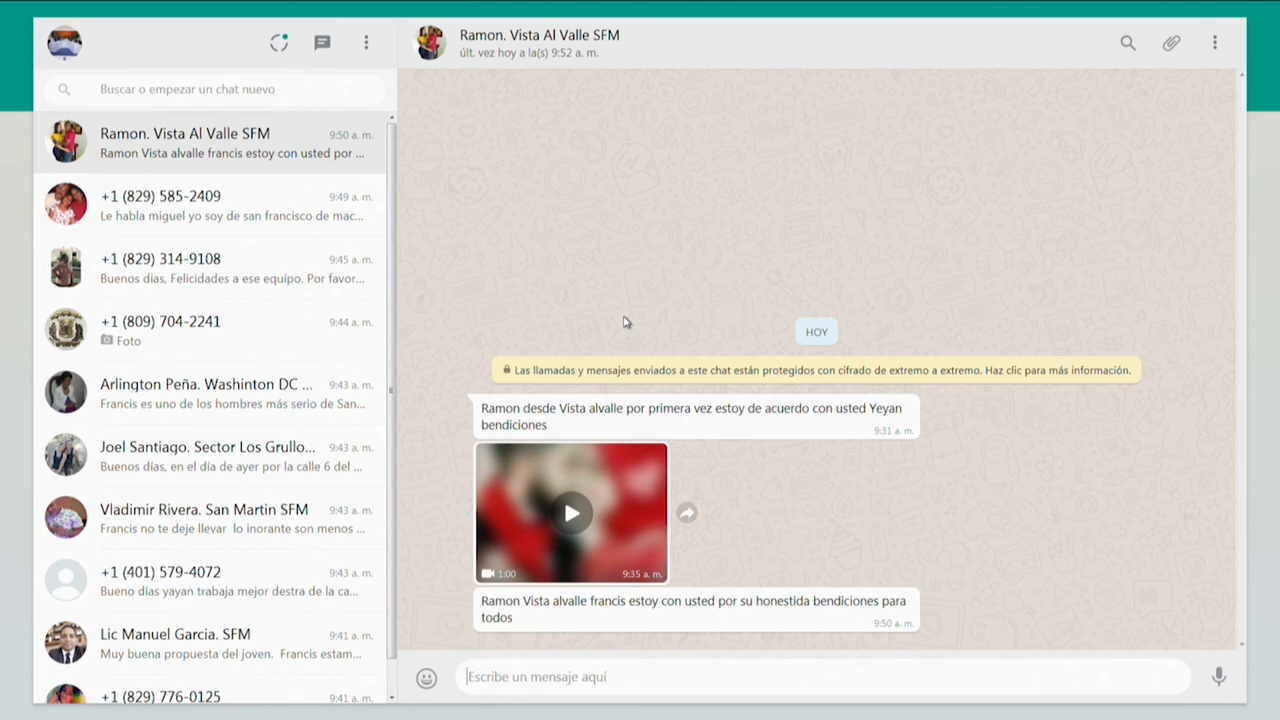 Ramon. Vista Al Valle SFM
últ. vez hoy a la(s) 9:52 a. m.
Buscar o empezar un chat nuevo
Ramon. Vista Al Valle SFM
9:50 a. m.
Ramon Vista alvalle francis estoy con usted por ...
+1 (829) 585-2409
9:49 a. m.
Le habla miguel yo soy de san francisco de mac...
+1 (829) 314-9108
9:45 a. m.
Buenos dias, Felicidades a ese equipo. Por favor...
+1 (809) 704-2241
9:44 a. m.
Foto
Arlington Peña. Washinton DC ...
9:43 a. m.
Francis es uno de los hombres más serio de San...
Joel Santiago. Sector Los Grullo...
9:43 a. m.
Buenos días, en el día de ayer por la calle 6 del ...
Vladimir Rivera. San Martin SFM
9:43 a. m.
Francis no te deje llevar lo inorante son menos ...
+1 (401) 579-4072
9:43 a. m.
Bueno días yayan trabaja mejor destra de la ca...
Lic Manuel Garcia. SFM
9:41 a. m.
Muy buena propuesta del joven. Francis estam...
+1 (829) 776-0125
9:41 a. m.
HOY
Las llamadas y mensajes enviados a este chat están protegidos con cifrado de extremo a extremo. Haz clic para más información.
Ramon desde Vista alvalle por primera vez estoy de acuerdo con usted Yeyan
bendiciones
9:31 a. m.
1:00
9:35 a. m.
Ramon Vista alvalle francis estoy con usted por su honestida bendiciones para
todos
9:50 a. m.
Escribe un mensaje aquí